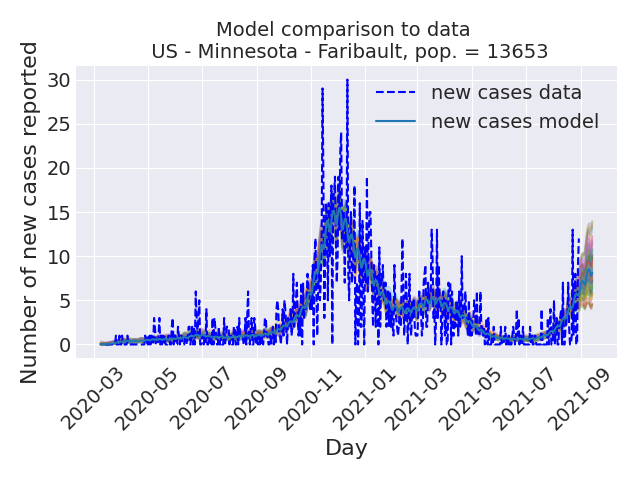 Model comparison to data
US - Minnesota - Faribault, pop. = 13653
Number of new cases reported
30
25
20
15
10
5
0
new cases data
new cases model
2020-03
2020-05
2020-07
2020-09
2020-11
2021-01
2021-03
2021-05
2021-07
2021-09
Day